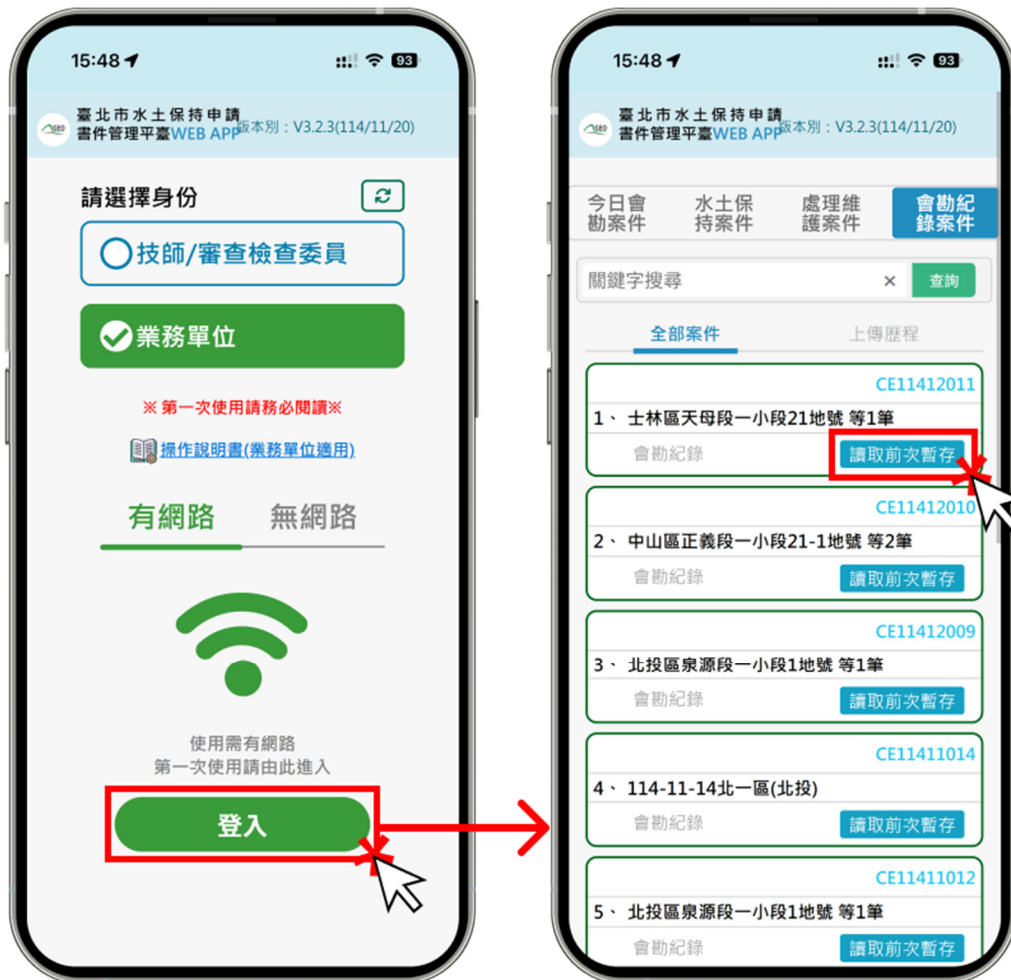 15:48
93
臺北市水土保持申請
書件管理平臺WEB APP
版本別：V3.2.3(114/11/20)
請選擇身份
技師/審查檢查委員
業務單位
※ 第一次使用請務必閱讀※
操作說明書(業務單位適用)
有網路
無網路
使用需有網路
第一次使用請由此進入
登入
15:48
93
臺北市水土保持申請
書件管理平臺WEB APP
版本別：V3.2.3(114/11/20)
今日會
勘案件
水土保
持案件
處理維
護案件
會勘紀
錄案件
關鍵字搜尋
×
查詢
全部案件
上傳歷程
CE11412011
1、 士林區天母段一小段21地號 等1筆
會勘紀錄
讀取前次暫存
CE11412010
2、 中山區正義段一小段21-1地號 等2筆
會勘紀錄
讀取前次暫存
CE11412009
3、 北投區泉源段一小段1地號 等1筆
會勘紀錄
讀取前次暫存
CE11411014
4、 114-11-14北一區(北投)
會勘紀錄
讀取前次暫存
CE11411012
5、 北投區泉源段一小段1地號 等1筆
會勘紀錄
讀取前次暫存